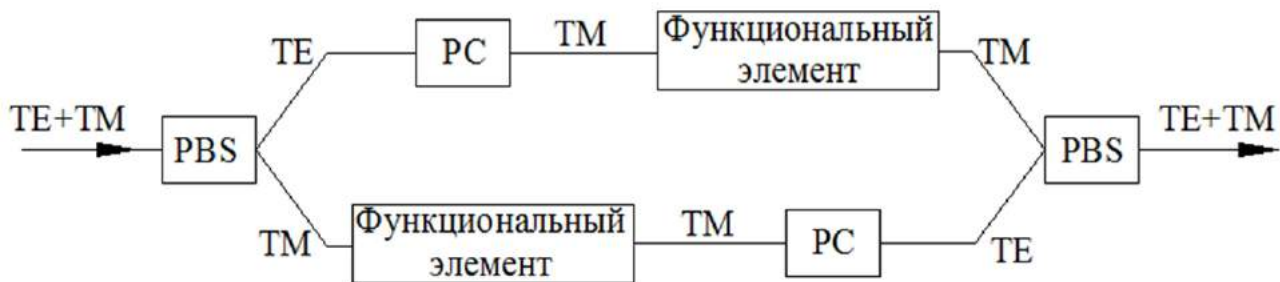 TE
PC
TM
Функциональный
элемент
TM
TE+TM
PBS
PBS
TE+TM
TM
Функциональный
элемент
TM
PC
TE